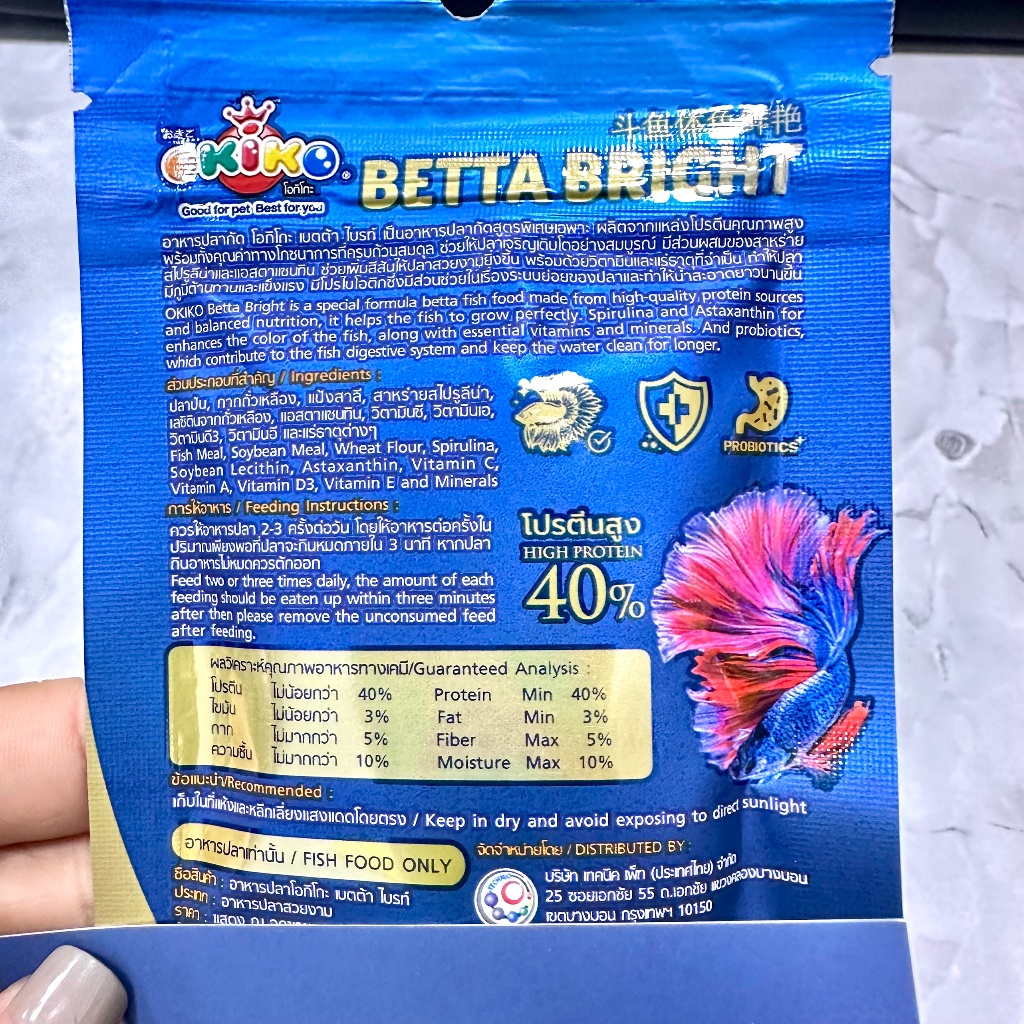 斗鱼体色鲜艳
おきこ
OKIKO®
โอกิโกะ
Good for pet Best for you
BETTA BRIGHT
อาหารปลากัด โอกิโกะ เบตต้า ไบรท์ เป็นอาหารปลากัดสูตรพิเศษเฉพาะ ผลิตจากแหล่งโปรตีนคุณภาพสูง
พร้อมทั้งคุณค่าทางโภชนาการที่ครบถ้วนสมดุล ช่วยให้ปลาเจริญเติบโตอย่างสมบูรณ์ มีส่วนผสมของสาหร่าย
สไปรูลิน่าและแอสตาแซนทิน ช่วยเพิ่มสีสันให้ปลาสวยงามยิ่งขึ้น พร้อมด้วยวิตามินและแร่ธาตุที่จำเป็น ทำให้ปลา
มีภูมิต้านทานและแข็งแรง มีโปรไบโอติกซึ่งมีส่วนช่วยในเรื่องระบบย่อยของปลาและทำให้น้ำสะอาดยาวนานขึ้น
OKIKO Betta Bright is a special formula betta fish food made from high-quality protein sources
and balanced nutrition, it helps the fish to grow perfectly. Spirulina and Astaxanthin for
enhances the color of the fish, along with essential vitamins and minerals. And probiotics,
which contribute to the fish digestive system and keep the water clean for longer.
ส่วนประกอบที่สำคัญ / Ingredients :
ปลาป่น, กากถั่วเหลือง, แป้งสาลี, สาหร่ายสไปรูลิน่า,
เลซิตินจากถั่วเหลือง, แอสตาแซนทิน, วิตามินซี, วิตามินเอ,
วิตามินดี3, วิตามินอี และแร่ธาตุต่างๆ
Fish Meal, Soybean Meal, Wheat Flour, Spirulina,
Soybean Lecithin, Astaxanthin, Vitamin C,
Vitamin A, Vitamin D3, Vitamin E and Minerals
PROBIOTICS+
การให้อาหาร / Feeding Instructions :
ควรให้อาหารปลา 2-3 ครั้งต่อวัน โดยให้อาหารต่อครั้งใน
ปริมาณเพียงพอที่ปลาจะกินหมดภายใน 3 นาที หากปลา
กินอาหารไม่หมดควรตักออก
Feed two or three times daily, the amount of each
feeding should be eaten up within three minutes
after then please remove the unconsumed feed
after feeding.
โปรตีนสูง
HIGH PROTEIN
40%
ผลวิเคราะห์คุณภาพอาหารทางเคมี/Guaranteed Analysis :
โปรตีน ไม่น้อยกว่า 40% Protein Min 40%
ไขมัน ไม่น้อยกว่า 3% Fat Min 3%
กาก ไม่มากกว่า 5% Fiber Max 5%
ความชื้น ไม่มากกว่า 10% Moisture Max 10%
ข้อแนะนำ/Recommended :
เก็บในที่แห้งและหลีกเลี่ยงแสงแดดโดยตรง / Keep in dry and avoid exposing to direct sunlight
อาหารปลาเท่านั้น / FISH FOOD ONLY
ชื่อสินค้า : อาหารปลาโอกิโกะ เบตต้า ไบรท์
ประเภท : อาหารปลาสวยงาม
ราคา : แสดง ณ
จัดจำหน่ายโดย / DISTRIBUTED BY :
บริษัท เทคนิค เพ็ท (ประเทศไทย) จำกัด
25 ซอยเอกชัย 55 ถ.เอกชัย แขวงคลองบางบอน
เขตบางบอน กรุงเทพฯ 10150